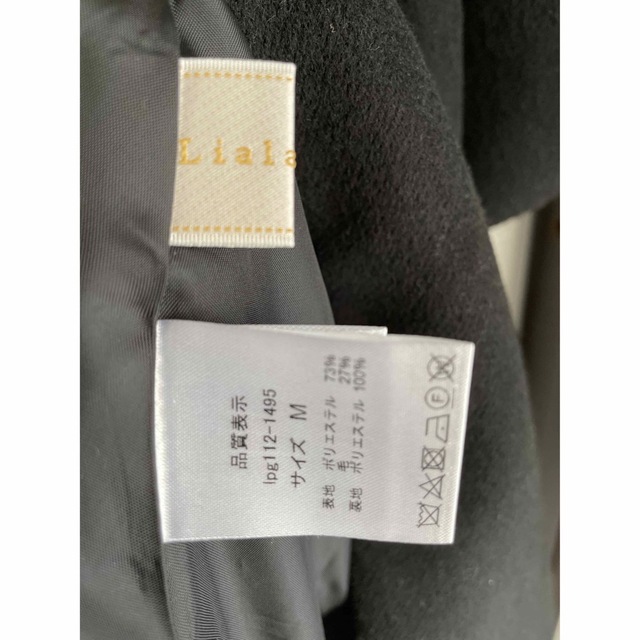 Liala
品質表示
lpg112-1495
サイズ M
表地 ポリエステル 73%
毛 27%
裏地 ポリエステル 100%
F